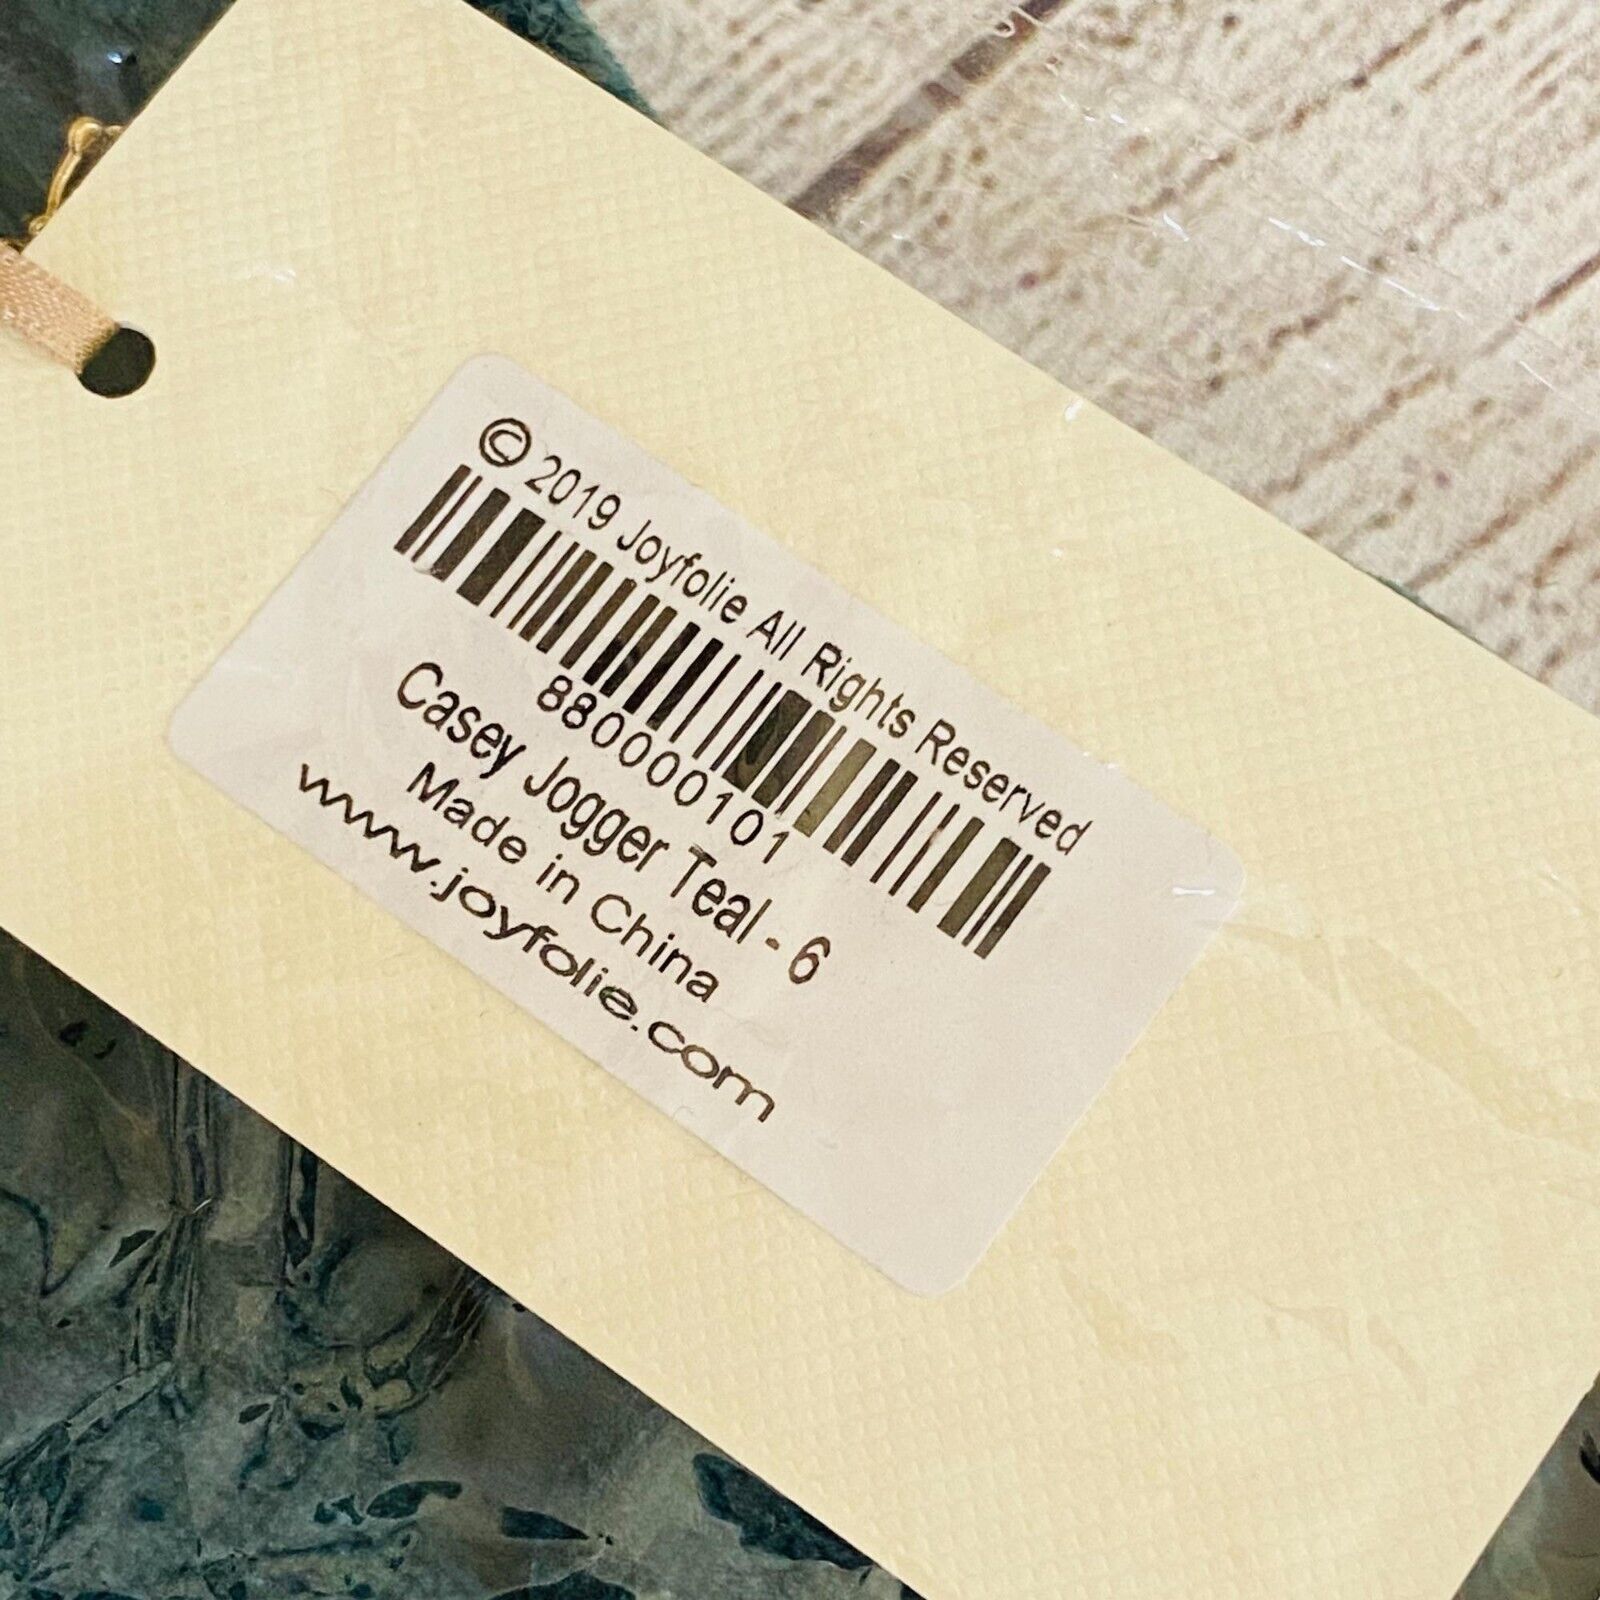 © 2019 Joyfolie All Rights Reserved
880000101
Casey Jogger Teal - 6
Made in China
www.joyfolie.com